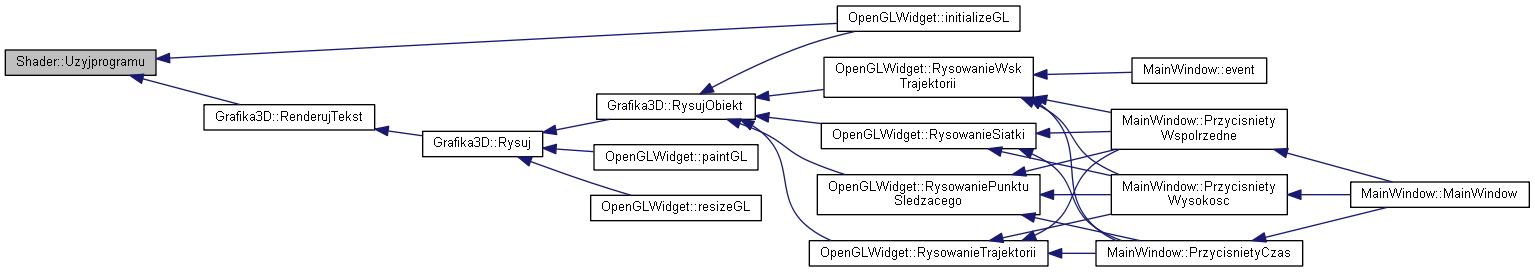 Shader::Uzyjprogramu
Grafika3D::RenderujTekst
Grafika3D::Rysuj
Grafika3D::RysujObiekt
OpenGLWidget::paintGL
OpenGLWidget::resizeGL
OpenGLWidget::initializeGL
OpenGLWidget::RysowanieWsk
Trajektorii
OpenGLWidget::RysowanieSiatki
OpenGLWidget::RysowaniePunktu
Sledzacego
OpenGLWidget::RysowanieTrajektorii
MainWindow::event
MainWindow::Przycisniety
Wspolrzedne
MainWindow::Przycisniety
Wysokosc
MainWindow::PrzycisnietyCzas
MainWindow::MainWindow